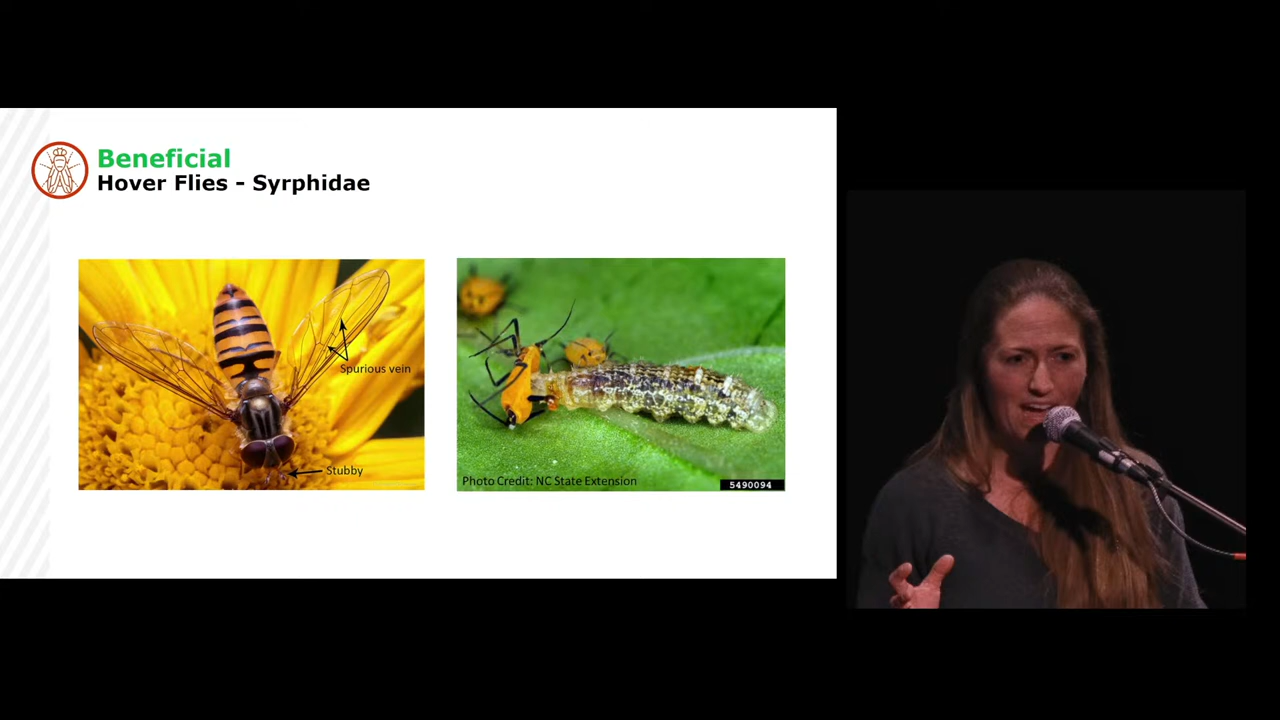 Beneficial
Hover Flies - Syrphidae
Spurious vein
Stubby
Photo Credit: NC State Extension
5490094